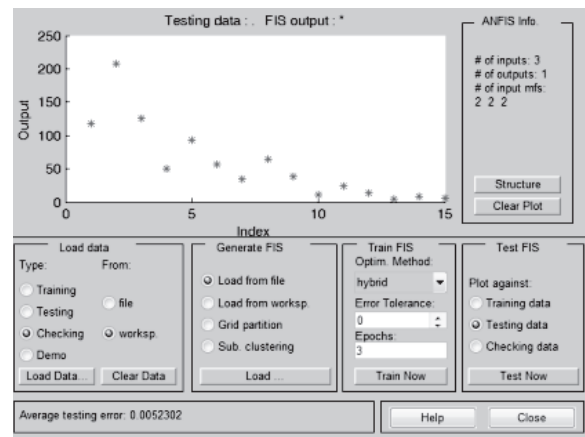 Testing data : . FIS output : *
250
200
150
100
50
0
Output
0 5 10 15
Index
ANFIS Info.
# of inputs: 3
# of outputs: 1
# of input mfs:
2 2 2
Structure
Clear Plot
Load data
Type: From:
Training
Testing
Checking
Demo
file
worksp.
Load Data...
Clear Data
Generate FIS
Load from file
Load from worksp.
Grid partition
Sub. clustering
Load ...
Train FIS
Optim. Method:
hybrid
Error Tolerance:
0
Epochs:
3
Train Now
Test FIS
Plot against:
Training data
Testing data
Checking data
Test Now
Average testing error: 0.0052302
Help
Close